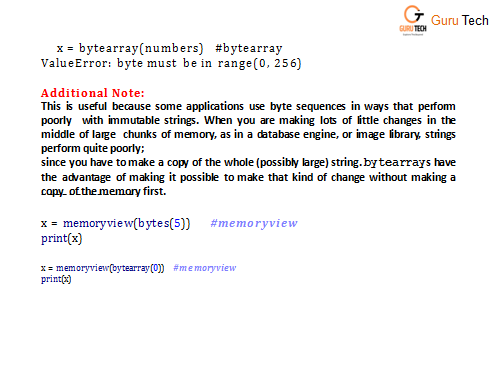 GURU TECH
Guru Tech
x = bytearray(numbers) #bytearray
ValueError: byte must be in range(0, 256)
Additional Note:
This is useful because some applications use byte sequences in ways that perform
poorly with immutable strings. When you are making lots of little changes in the
middle of large chunks of memory, as in a database engine, or image library, strings
perform quite poorly;
since you have to make a copy of the whole (possibly large) string. bytearrays have
the advantage of making it possible to make that kind of change without making a
copy of the memory first.
x = memoryview(bytes(5)) #memoryview
print(x)
x = memoryview(bytearray(0)) #memoryview
print(x)